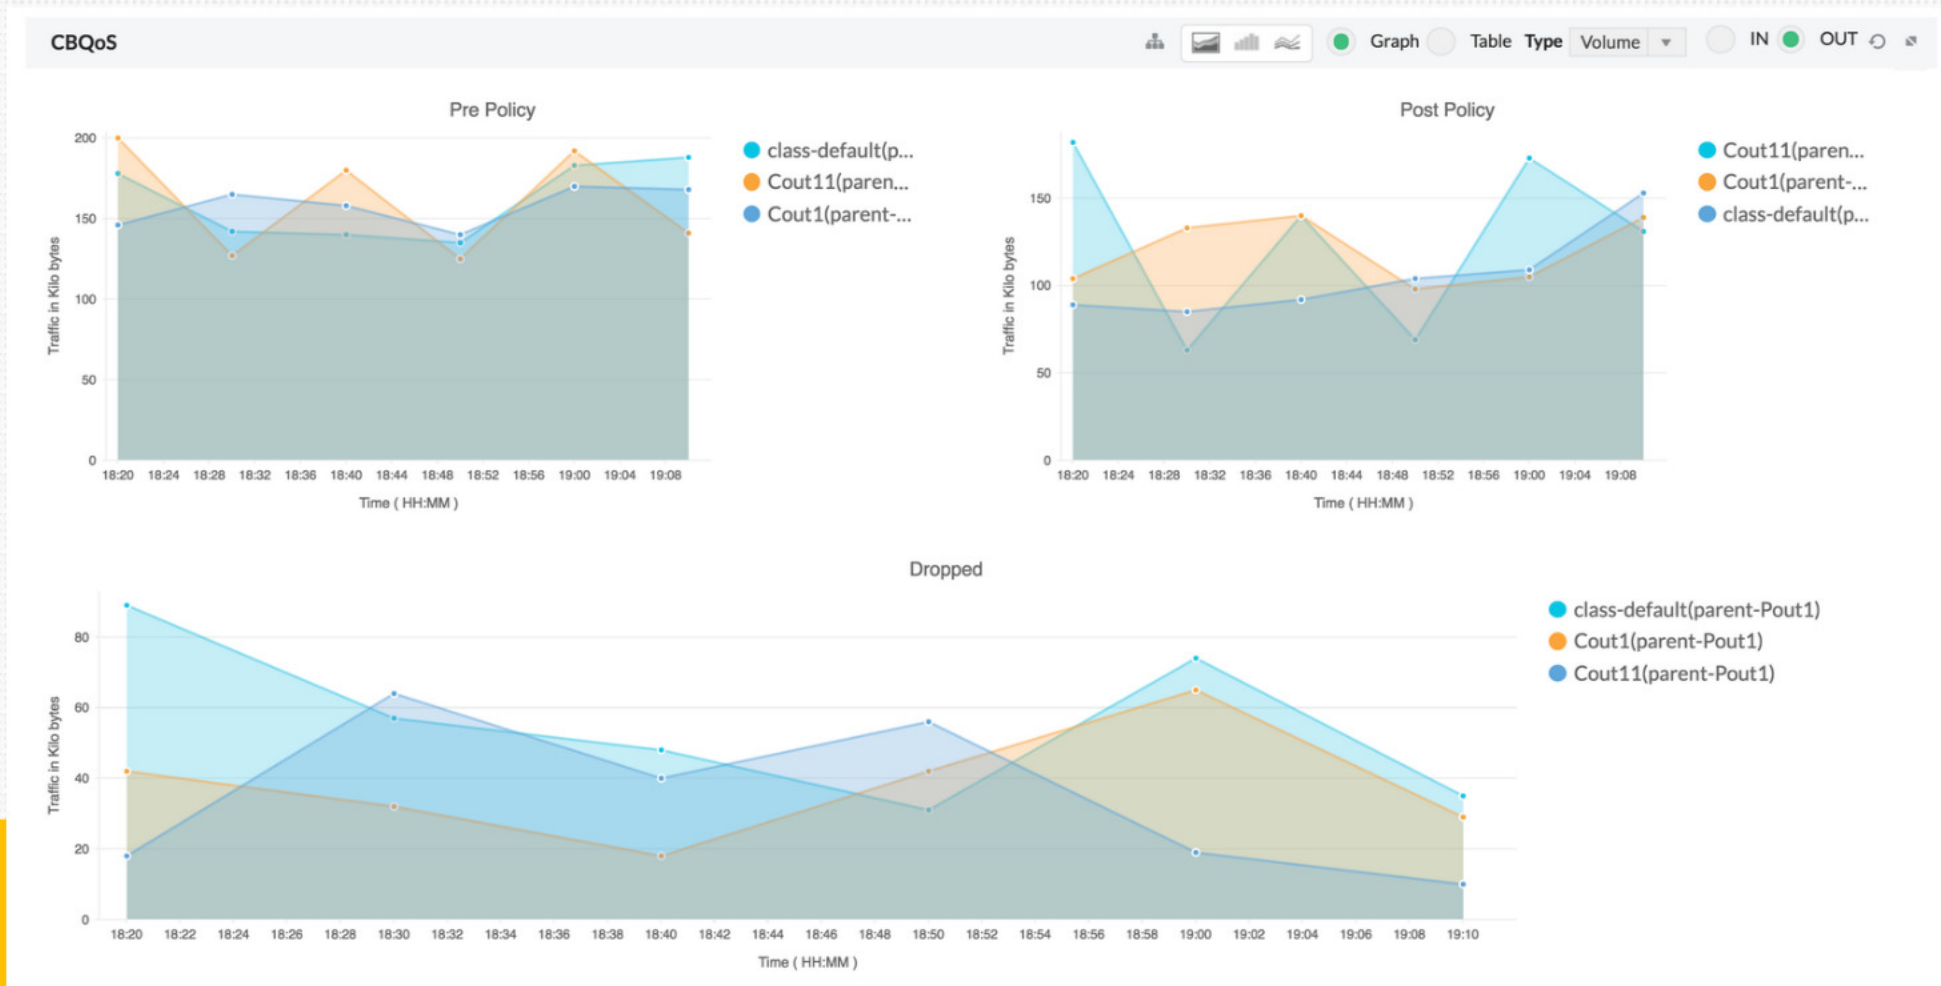 CBQoS
Graph Table Type Volume IN OUT
Pre Policy
200
150
100
50
0
Traffic in Kilo bytes
18:20 18:24 18:28 18:32 18:36 18:40 18:44 18:48 18:52 18:56 19:00 19:04 19:08
Time ( HH:MM )
class-default(p...
Cout11(paren...
Cout1(parent-...
Post Policy
150
100
50
0
Traffic in Kilo bytes
18:20 18:24 18:28 18:32 18:36 18:40 18:44 18:48 18:52 18:56 19:00 19:04 19:08
Time ( HH:MM )
Cout11(paren...
Cout1(parent-...
class-default(p...
Dropped
80
60
40
20
0
Traffic in Kilo bytes
18:20 18:22 18:24 18:26 18:28 18:30 18:32 18:34 18:36 18:38 18:40 18:42 18:44 18:46 18:48 18:50 18:52 18:54 18:56 18:58 19:00 19:02 19:04 19:06 19:08 19:10
Time ( HH:MM )
class-default(parent-Pout1)
Cout1(parent-Pout1)
Cout11(parent-Pout1)